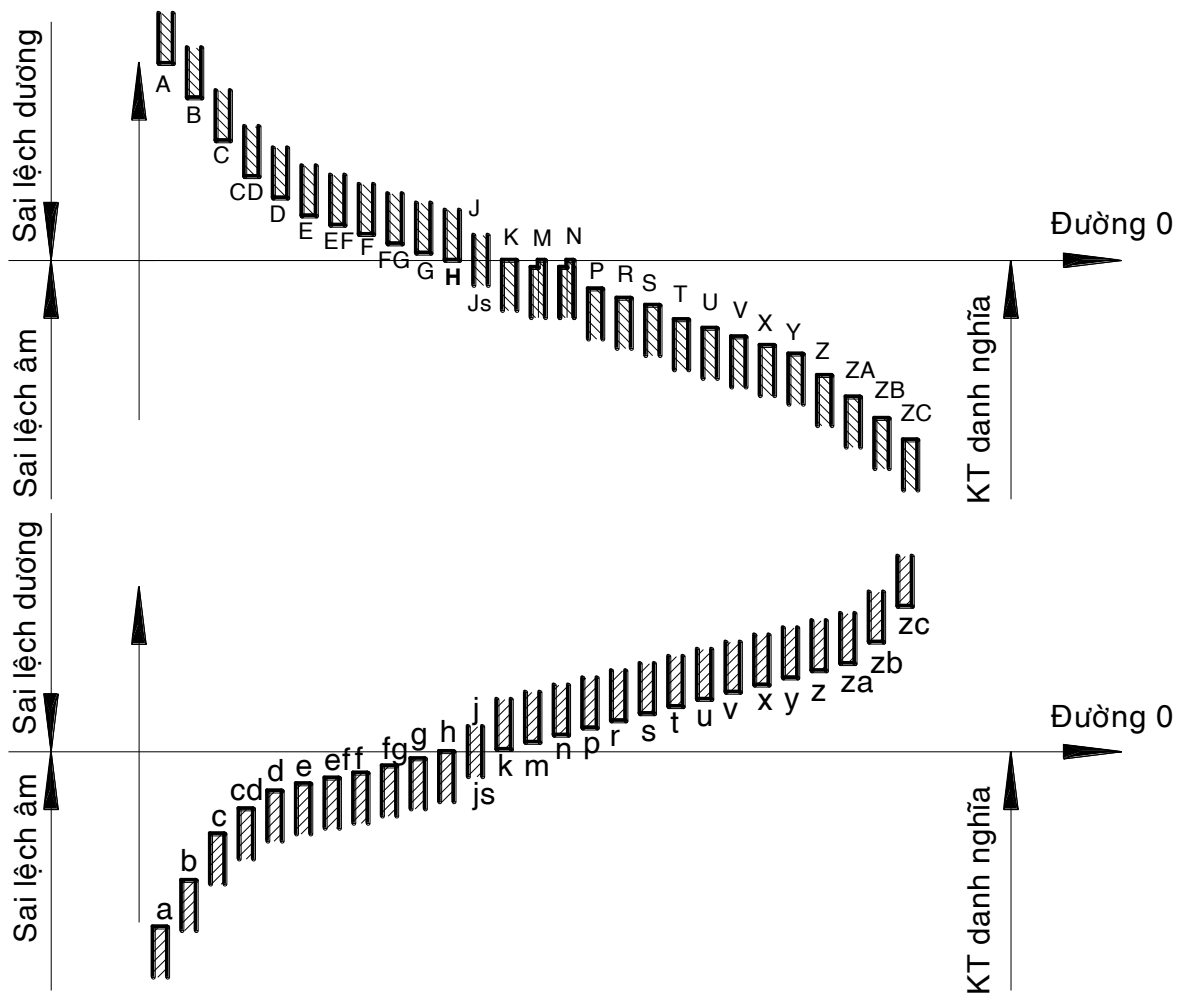 Sai lệch dương
A
B
C
CD
D
E
EF
F
FG
G
H
J
Js
K
M
N
P
R
S
T
U
V
X
Y
Z
ZA
ZB
ZC
Đường 0
Sai lệch âm
KT danh nghĩa
Sai lệch dương
a
b
c
cd
d
e
ef
f
fg
g
h
j
js
k
m
n
p
r
s
t
u
v
x
y
z
za
zb
zc
Đường 0
Sai lệch âm
KT danh nghĩa